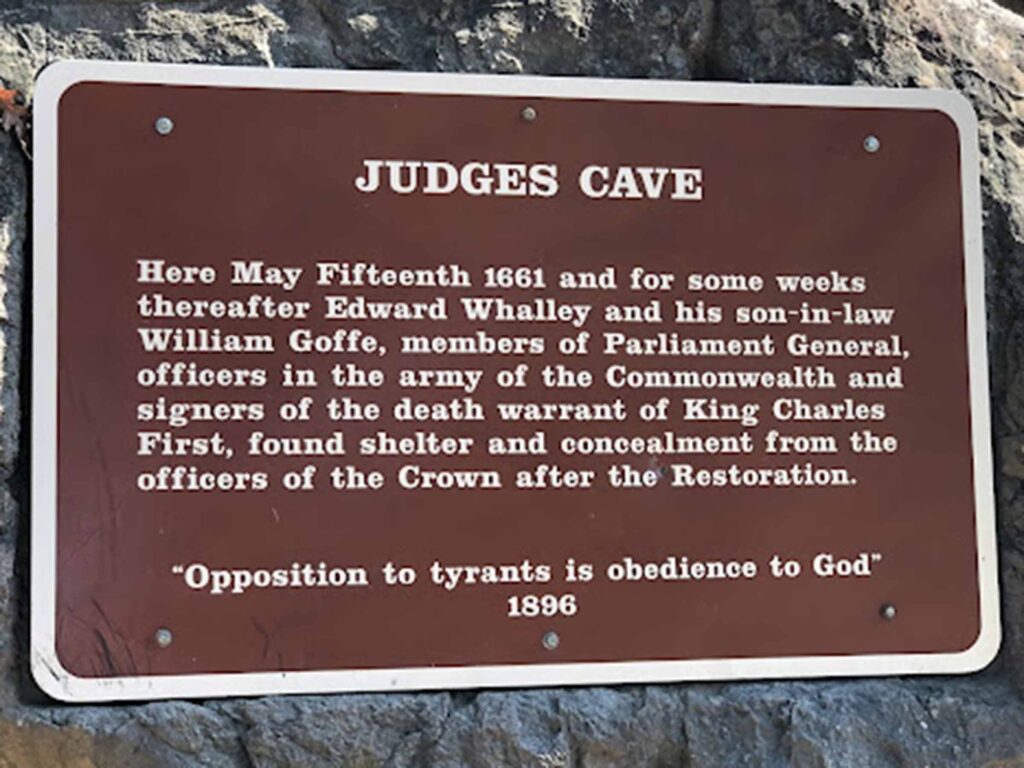 JUDGES CAVE
Here May Fifteenth 1661 and for some weeks
thereafter Edward Whalley and his son-in-law
William Goffe, members of Parliament General,
officers in the army of the Commonwealth and
signers of the death warrant of King Charles
First, found shelter and concealment from the
officers of the Crown after the Restoration.
“Opposition to tyrants is obedience to God”
1896